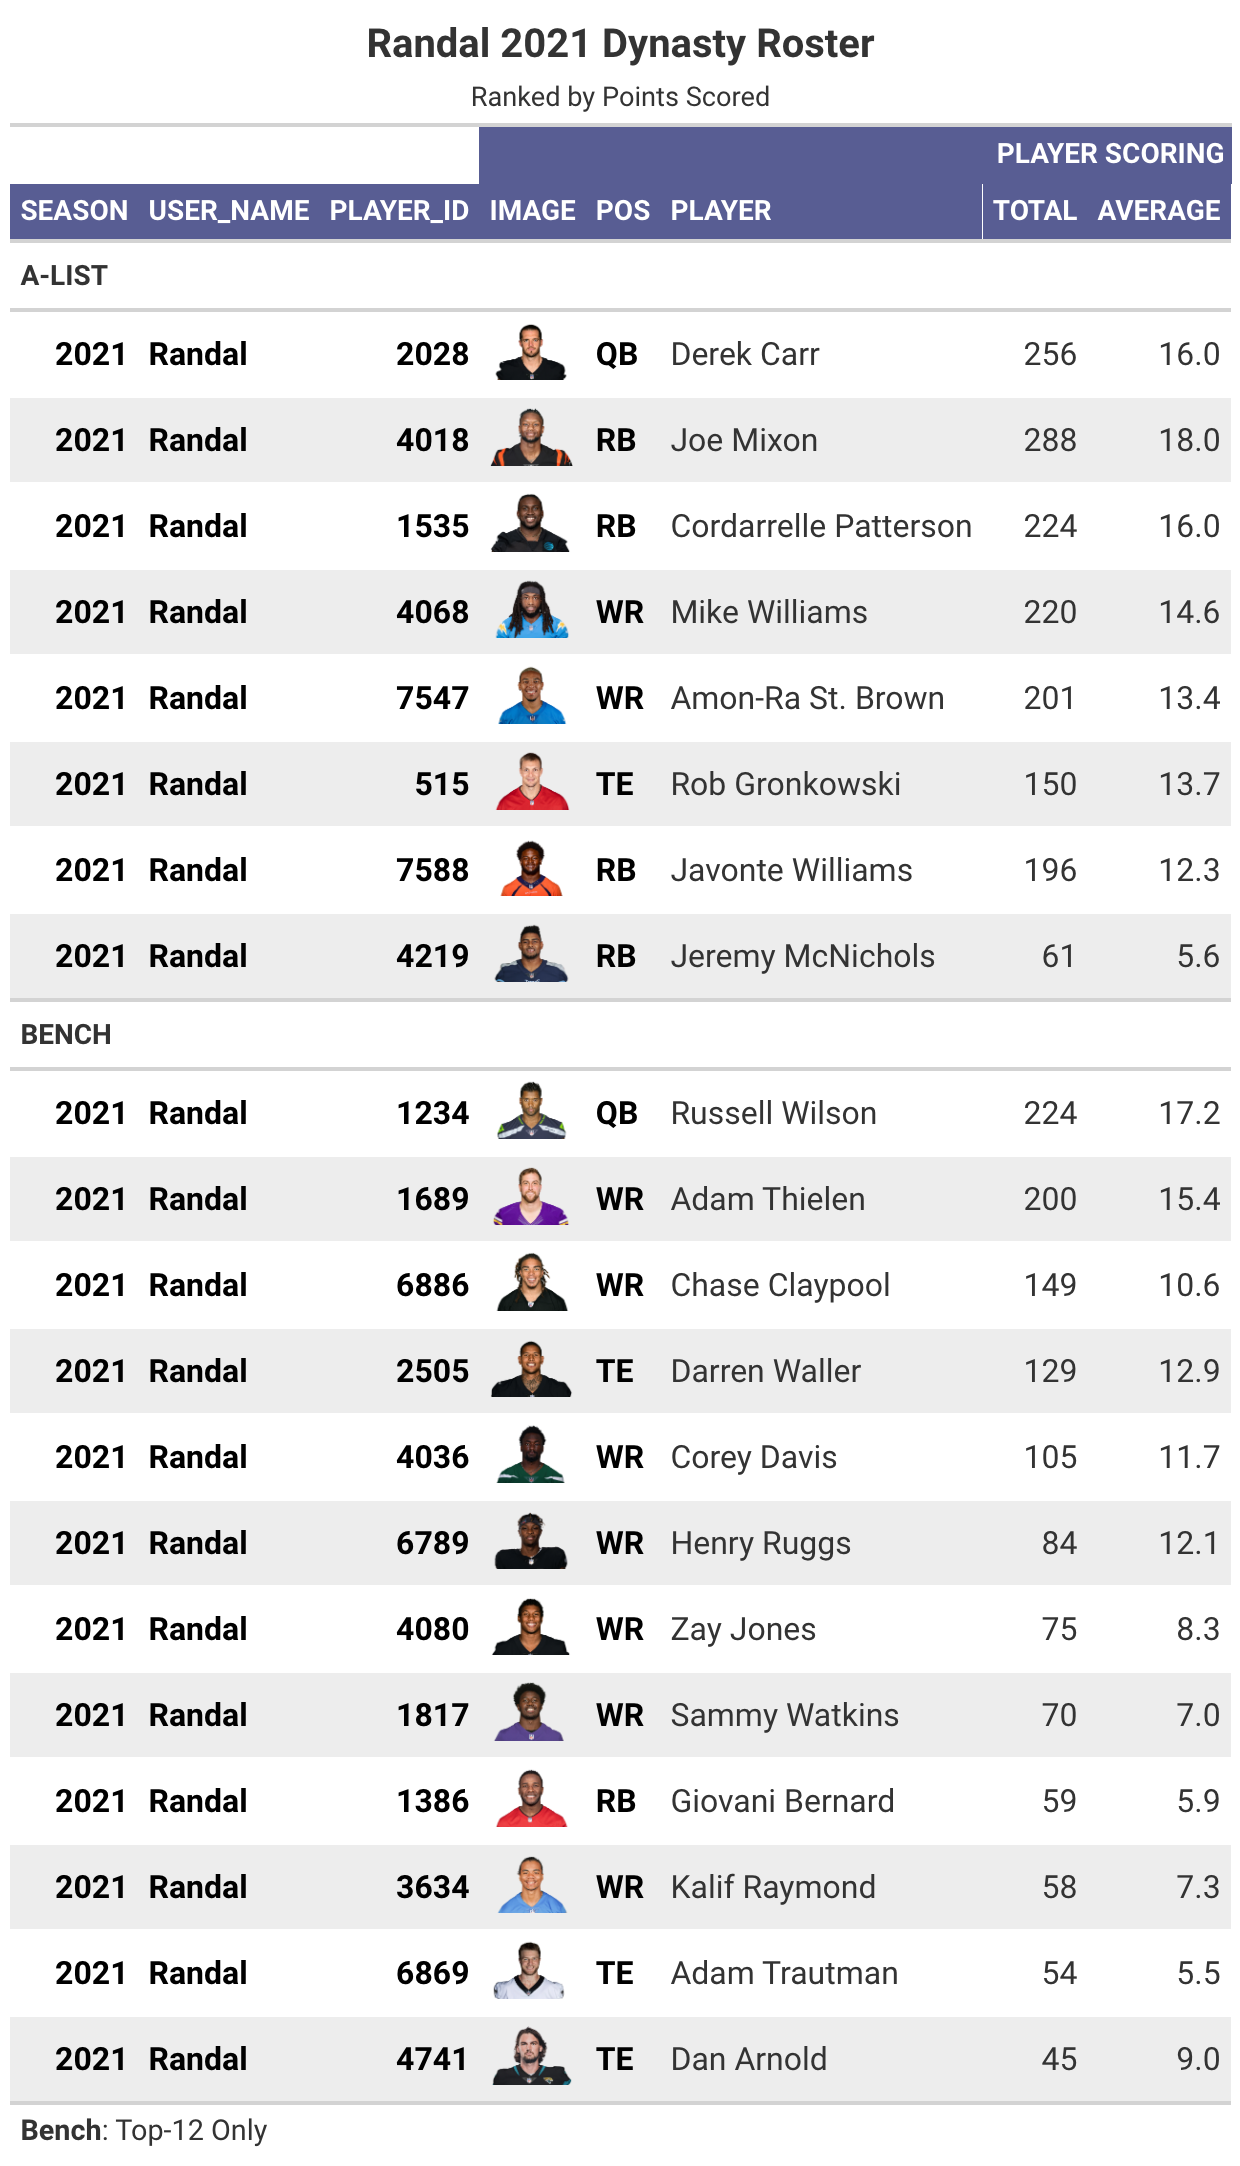 Randal 2021 Dynasty Roster
Ranked by Points Scored
PLAYER SCORING
SEASON USER_NAME PLAYER_ID IMAGE POS PLAYER TOTAL AVERAGE
A-LIST
2021 Randal 2028 QB Derek Carr 256 16.0
2021 Randal 4018 RB Joe Mixon 288 18.0
2021 Randal 1535 RB Cordarrelle Patterson 224 16.0
2021 Randal 4068 WR Mike Williams 220 14.6
2021 Randal 7547 WR Amon-Ra St. Brown 201 13.4
2021 Randal 515 TE Rob Gronkowski 150 13.7
2021 Randal 7588 RB Javonte Williams 196 12.3
2021 Randal 4219 RB Jeremy McNichols 61 5.6
BENCH
2021 Randal 1234 QB Russell Wilson 224 17.2
2021 Randal 1689 WR Adam Thielen 200 15.4
2021 Randal 6886 WR Chase Claypool 149 10.6
2021 Randal 2505 TE Darren Waller 129 12.9
2021 Randal 4036 WR Corey Davis 105 11.7
2021 Randal 6789 WR Henry Ruggs 84 12.1
2021 Randal 4080 WR Zay Jones 75 8.3
2021 Randal 1817 WR Sammy Watkins 70 7.0
2021 Randal 1386 RB Giovani Bernard 59 5.9
2021 Randal 3634 WR Kalif Raymond 58 7.3
2021 Randal 6869 TE Adam Trautman 54 5.5
2021 Randal 4741 TE Dan Arnold 45 9.0
Bench: Top-12 Only